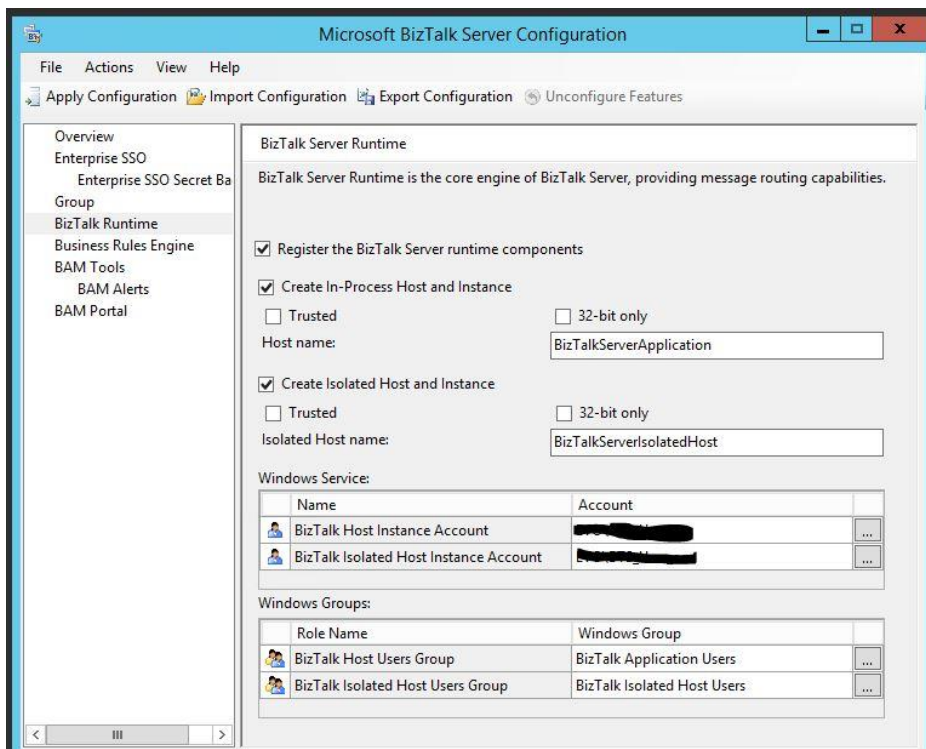 Microsoft BizTalk Server Configuration
File Actions View Help
Apply Configuration Import Configuration Export Configuration Unconfigure Features
Overview
Enterprise SSO
Enterprise SSO Secret Ba
Group
BizTalk Runtime
Business Rules Engine
BAM Tools
BAM Alerts
BAM Portal
BizTalk Server Runtime
BizTalk Server Runtime is the core engine of BizTalk Server, providing message routing capabilities.
Register the BizTalk Server runtime components
Create In-Process Host and Instance
Trusted 32-bit only
Host name: BizTalkServerApplication
Create Isolated Host and Instance
Trusted 32-bit only
Isolated Host name: BizTalkServerIsolatedHost
Windows Service:
Name Account
BizTalk Host Instance Account ...
BizTalk Isolated Host Instance Account ...
Windows Groups:
Role Name Windows Group
BizTalk Host Users Group BizTalk Application Users ...
BizTalk Isolated Host Users Group BizTalk Isolated Host Users ...